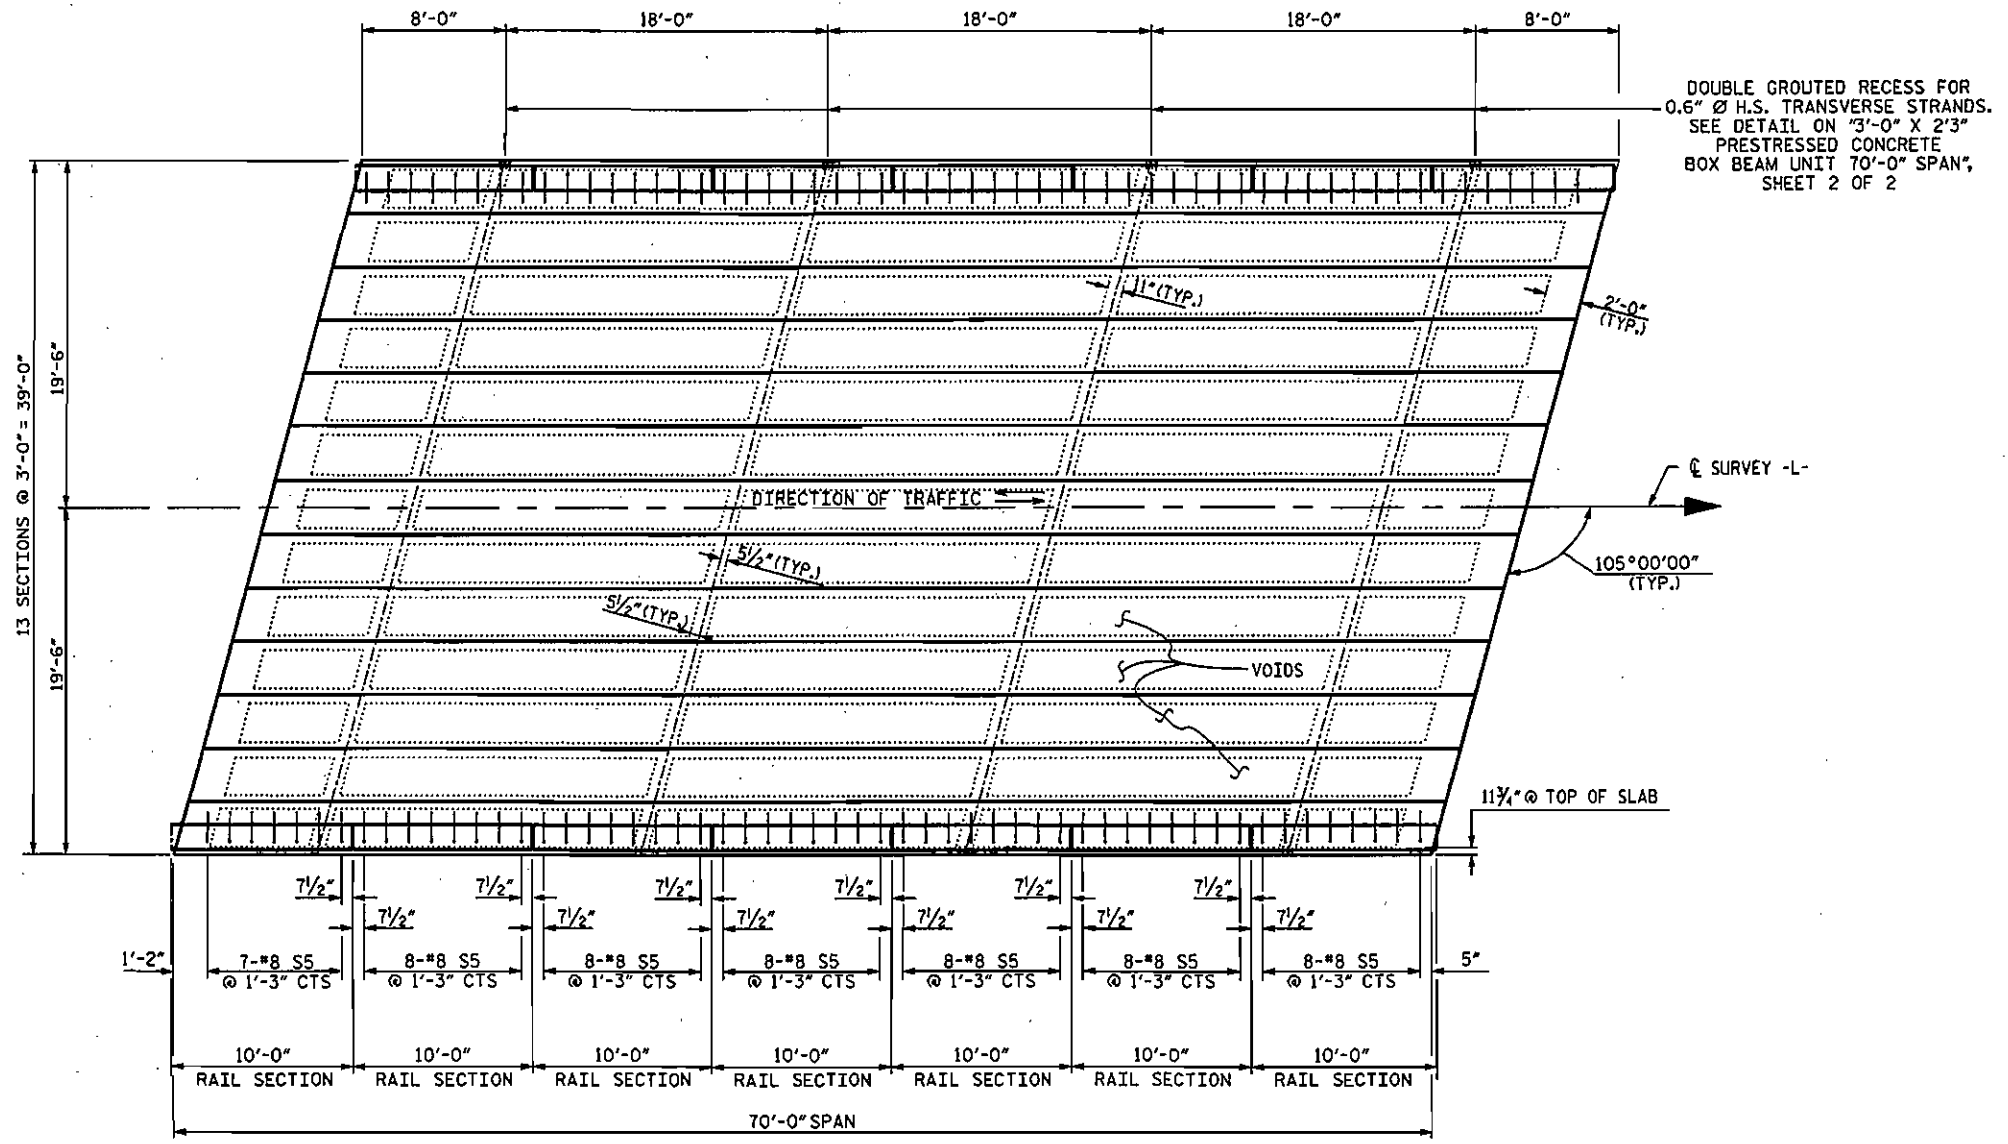 8'-0" 18'-0" 18'-0" 18'-0" 8'-0"
DOUBLE GROUTED RECESS FOR
0.6" Ø H.S. TRANSVERSE STRANDS.
SEE DETAIL ON "3'-0" X 2'3"
PRESTRESSED CONCRETE
BOX BEAM UNIT 70'-0" SPAN",
SHEET 2 OF 2
13 SECTIONS @ 3'-0" = 39'-0"
19'-6"
19'-6"
11" (TYP.)
2'-0"
(TYP.)
DIRECTION OF TRAFFIC
℄ SURVEY -L-
105°00'00"
(TYP.)
5½" (TYP.)
5½" (TYP.)
VOIDS
11¾" @ TOP OF SLAB
7½" 7½" 7½" 7½" 7½" 7½"
7½" 7½" 7½" 7½" 7½" 7½"
1'-2" 7-#8 S5 8-#8 S5 8-#8 S5 8-#8 S5 8-#8 S5 8-#8 S5 8-#8 S5 5"
@ 1'-3" CTS @ 1'-3" CTS @ 1'-3" CTS @ 1'-3" CTS @ 1'-3" CTS @ 1'-3" CTS @ 1'-3" CTS
10'-0" 10'-0" 10'-0" 10'-0" 10'-0" 10'-0" 10'-0"
RAIL SECTION RAIL SECTION RAIL SECTION RAIL SECTION RAIL SECTION RAIL SECTION RAIL SECTION
70'-0" SPAN